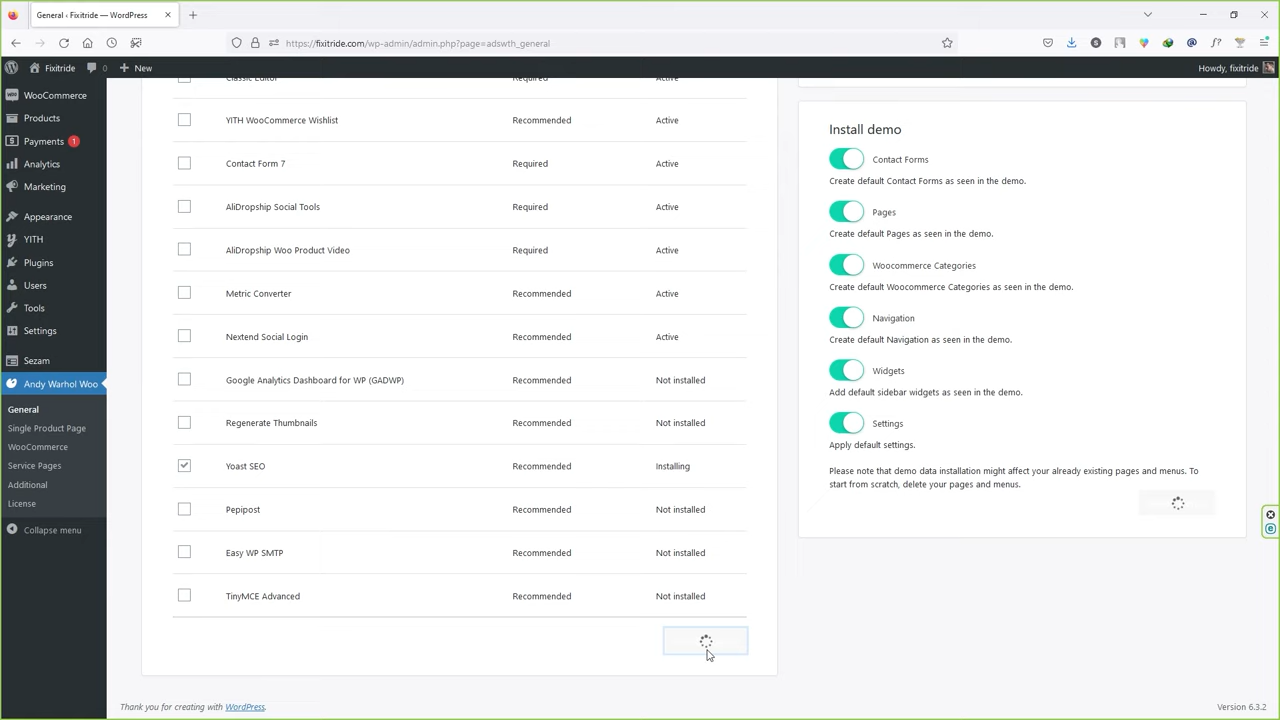 General ‹ Fixitride — WordPress
https://fixitride.com/wp-admin/admin.php?page=adswth_general
Fixitride 0 New Howdy, fixitride
WooCommerce
Products
Payments 1
Analytics
Marketing
Appearance
YITH
Plugins
Users
Tools
Settings
Sezam
Andy Warhol Woo
General
Single Product Page
WooCommerce
Service Pages
Additional
License
Collapse menu
Classic Editor Required Active
YITH WooCommerce Wishlist Recommended Active
Contact Form 7 Required Active
AliDropship Social Tools Required Active
AliDropship Woo Product Video Required Active
Metric Converter Recommended Active
Nextend Social Login Recommended Active
Google Analytics Dashboard for WP (GADWP) Recommended Not installed
Regenerate Thumbnails Recommended Not installed
Yoast SEO Recommended Installing
Pepipost Recommended Not installed
Easy WP SMTP Recommended Not installed
TinyMCE Advanced Recommended Not installed
Install demo
Contact Forms
Create default Contact Forms as seen in the demo.
Pages
Create default Pages as seen in the demo.
Woocommerce Categories
Create default Woocommerce Categories as seen in the demo.
Navigation
Create default Navigation as seen in the demo.
Widgets
Add default sidebar widgets as seen in the demo.
Settings
Apply default settings.
Please note that demo data installation might affect your already existing pages and menus. To
start from scratch, delete your pages and menus.
Thank you for creating with WordPress.
Version 6.3.2